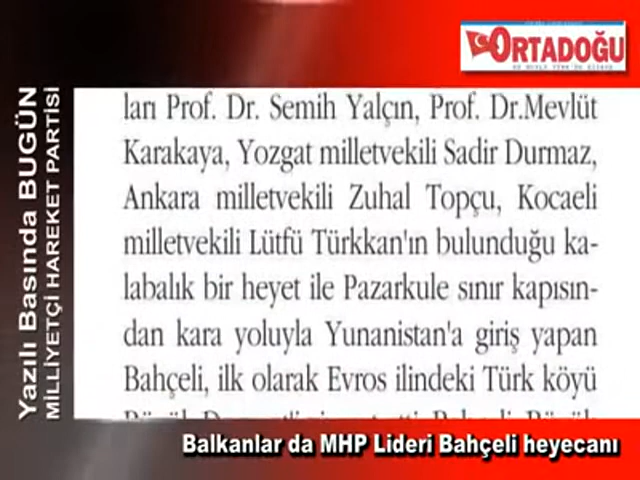 ORTADOĞU
Yazılı Basında BUGÜN
MİLLİYETÇİ HAREKET PARTİSİ
ları Prof. Dr. Semih Yalçın, Prof. Dr.Mevlüt
Karakaya, Yozgat milletvekili Sadir Durmaz,
Ankara milletvekili Zuhal Topçu, Kocaeli
milletvekili Lütfü Türkkan'ın bulunduğu ka-
labalık bir heyet ile Pazarkule sınır kapısın-
dan kara yoluyla Yunanistan'a giriş yapan
Bahçeli, ilk olarak Evros ilindeki Türk köyü
Balkanlar da MHP Lideri Bahçeli heyecanı